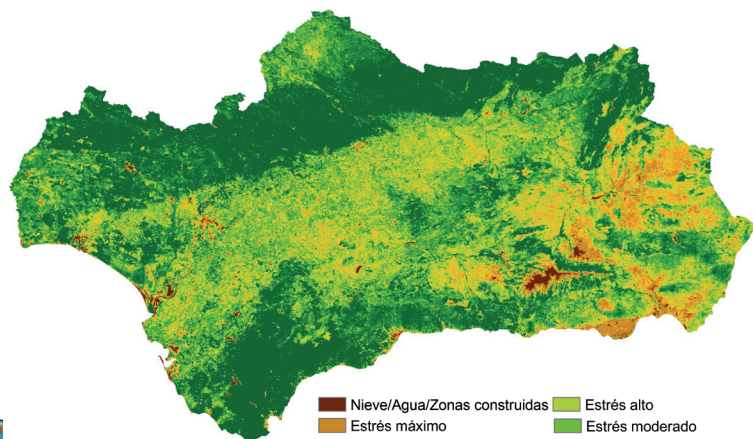 Nieve/Agua/Zonas construidas
Estrés alto
Estrés máximo
Estrés moderado